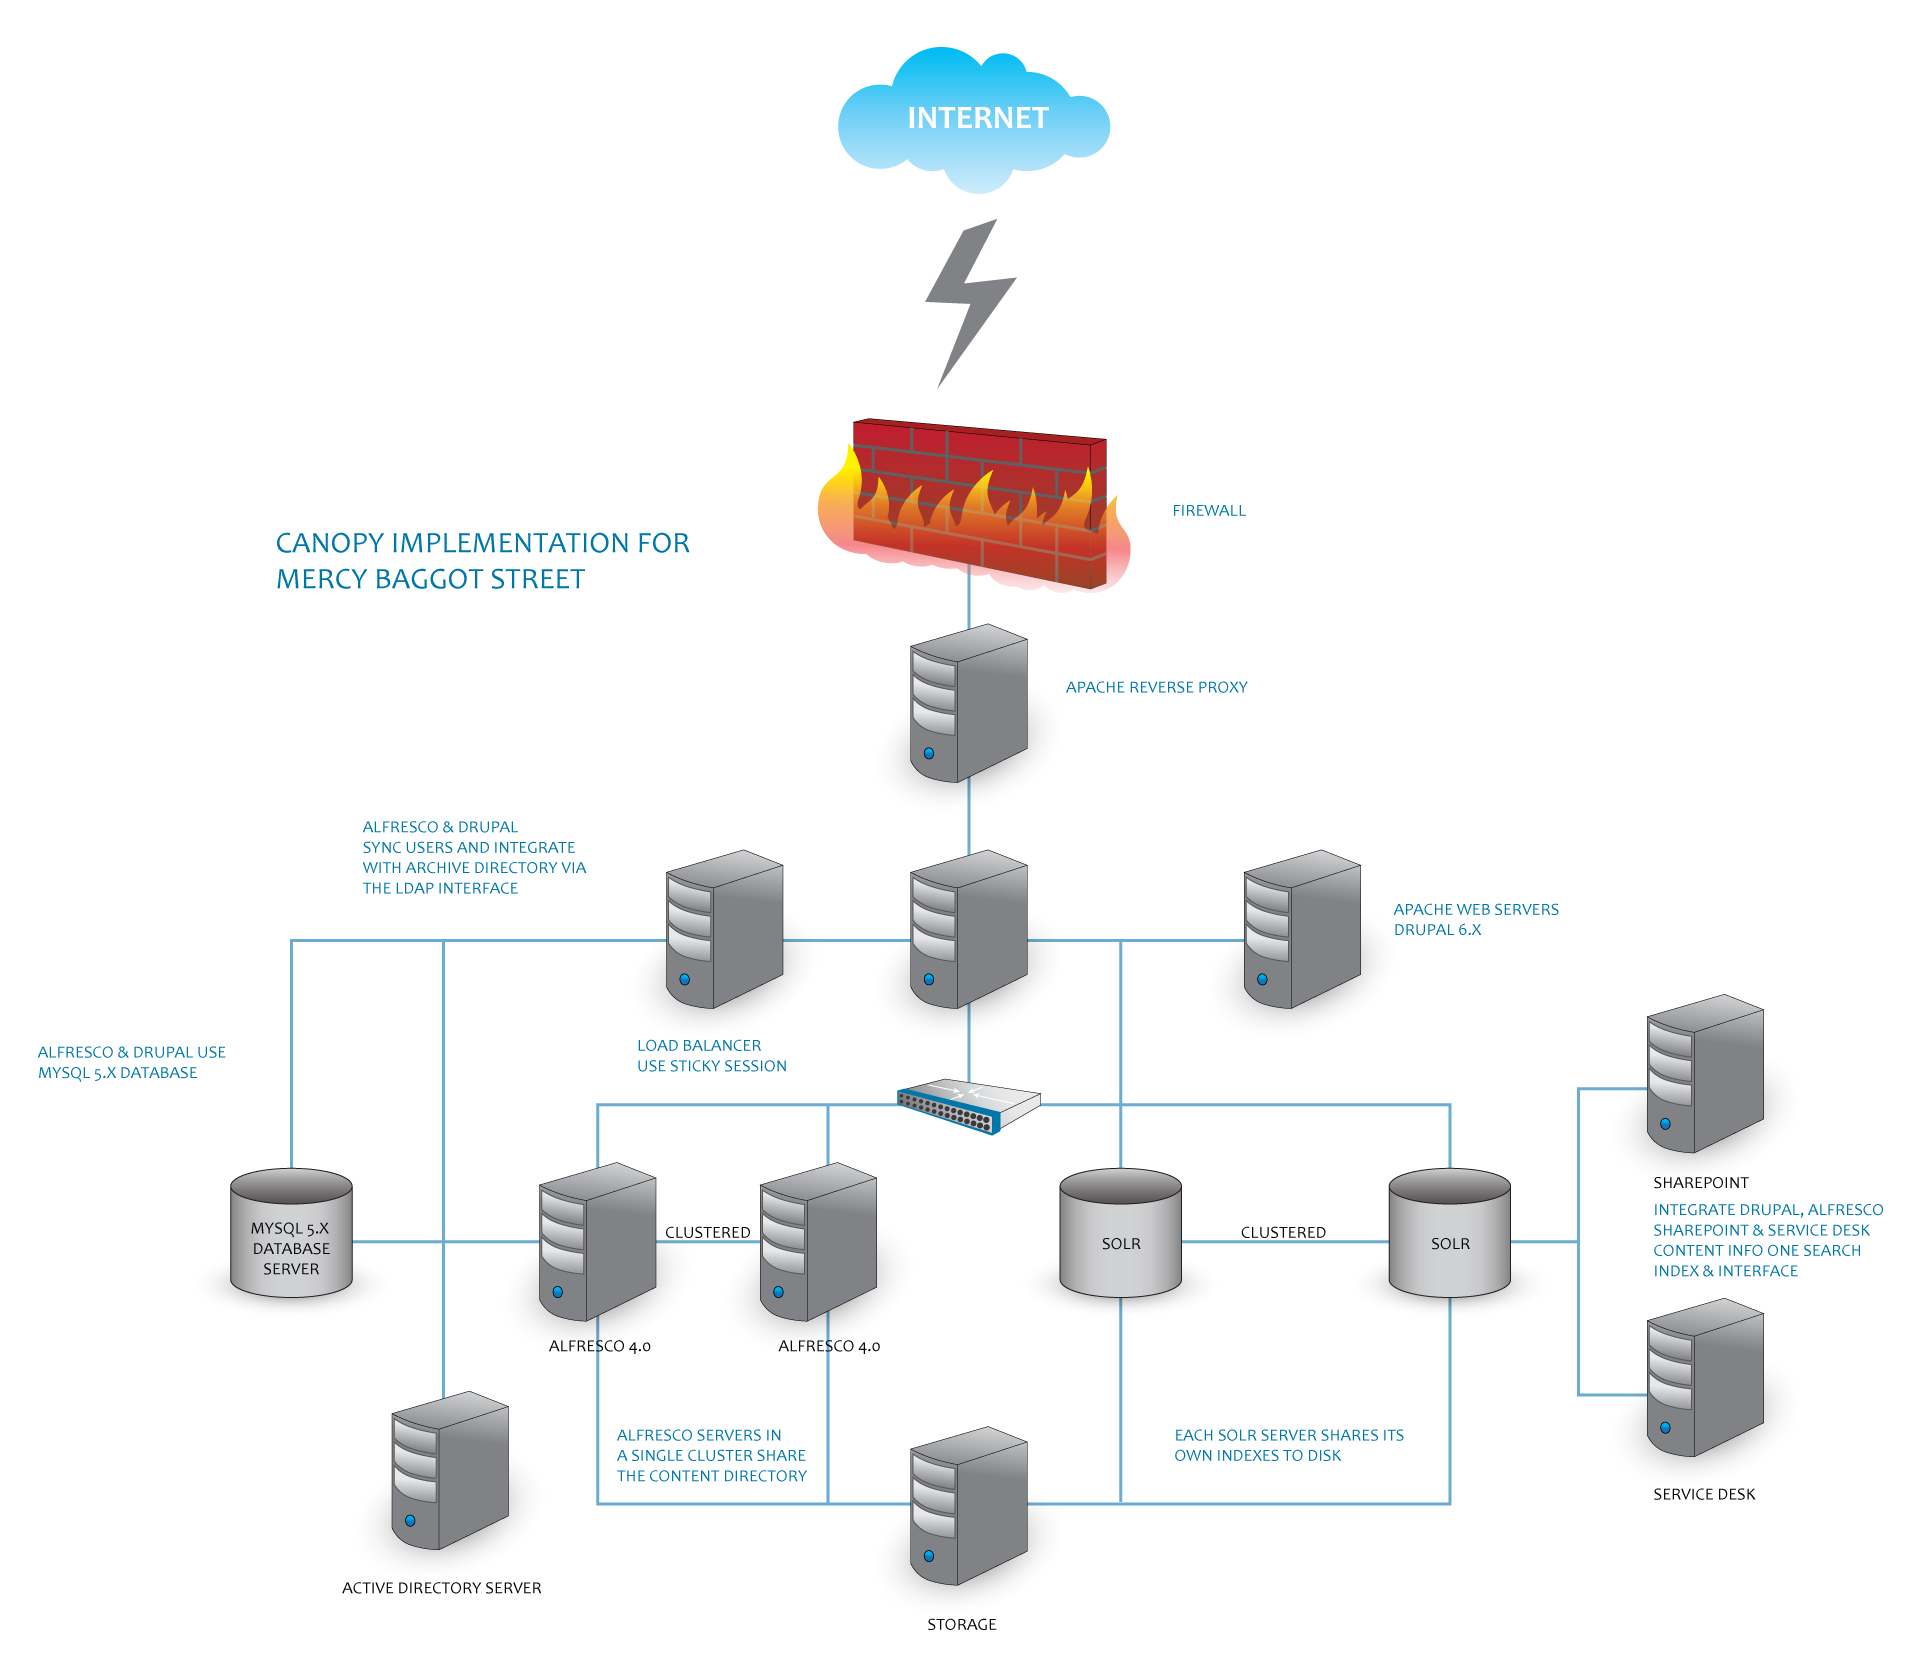 INTERNET
FIREWALL
CANOPY IMPLEMENTATION FOR
MERCY BAGGOT STREET
APACHE REVERSE PROXY
ALFRESCO & DRUPAL
SYNC USERS AND INTEGRATE
WITH ARCHIVE DIRECTORY VIA
THE LDAP INTERFACE
APACHE WEB SERVERS
DRUPAL 6.X
LOAD BALANCER
USE STICKY SESSION
ALFRESCO & DRUPAL USE
MYSQL 5.X DATABASE
MYSQL 5.X
DATABASE
SERVER
CLUSTERED
SOLR
CLUSTERED
SOLR
SHAREPOINT
INTEGRATE DRUPAL, ALFRESCO
SHAREPOINT & SERVICE DESK
CONTENT INFO ONE SEARCH
INDEX & INTERFACE
ALFRESCO 4.0
ALFRESCO 4.0
ALFRESCO SERVERS IN
A SINGLE CLUSTER SHARE
THE CONTENT DIRECTORY
EACH SOLR SERVER SHARES ITS
OWN INDEXES TO DISK
SERVICE DESK
ACTIVE DIRECTORY SERVER
STORAGE